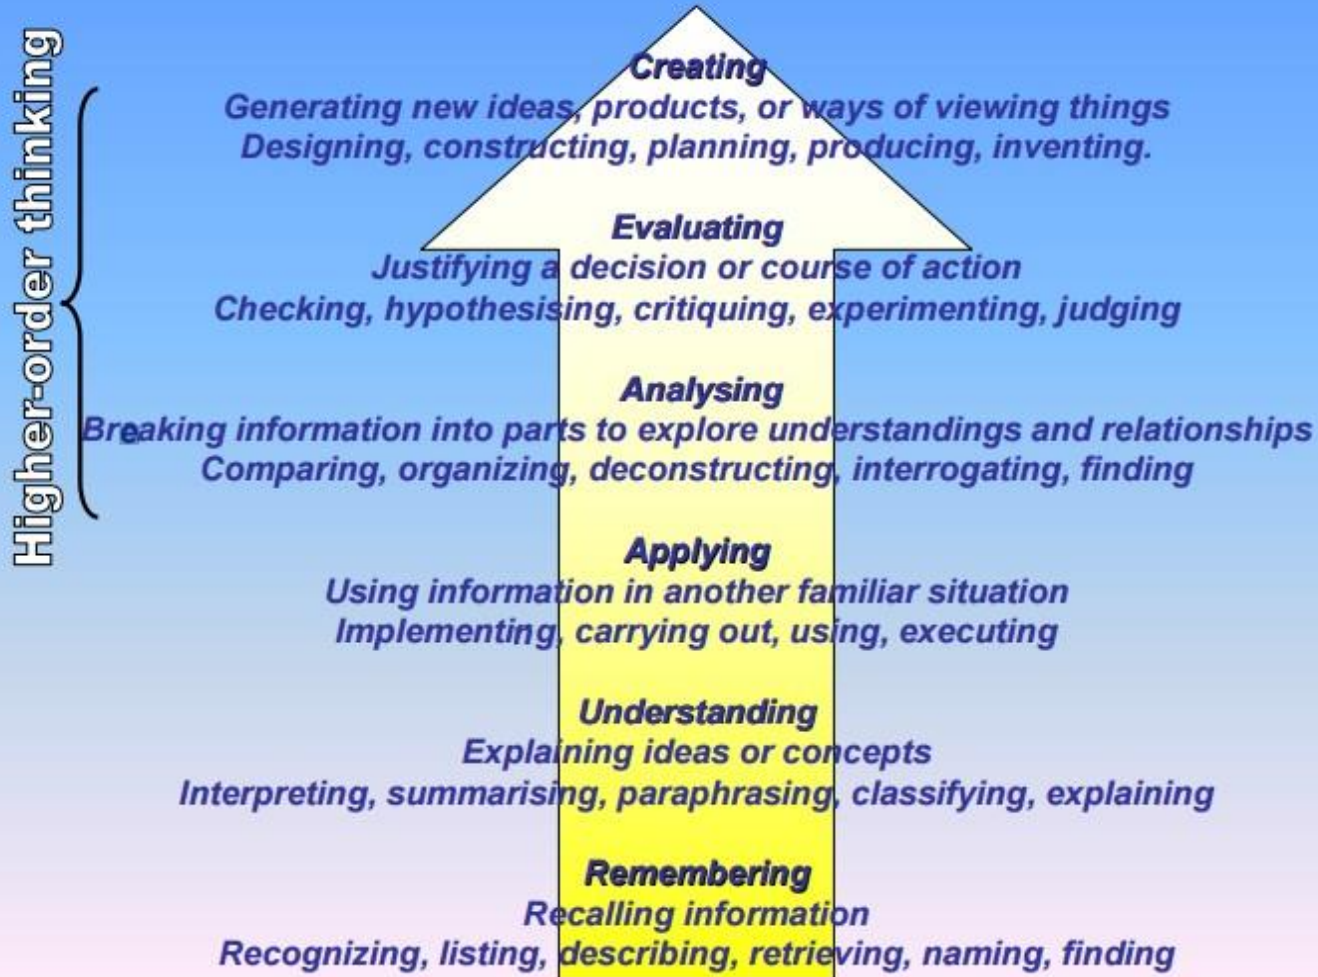 Higher-order thinking
Creating
Generating new ideas, products, or ways of viewing things
Designing, constructing, planning, producing, inventing.
Evaluating
Justifying a decision or course of action
Checking, hypothesising, critiquing, experimenting, judging
Analysing
Breaking information into parts to explore understandings and relationships
Comparing, organizing, deconstructing, interrogating, finding
Applying
Using information in another familiar situation
Implementing, carrying out, using, executing
Understanding
Explaining ideas or concepts
Interpreting, summarising, paraphrasing, classifying, explaining
Remembering
Recalling information
Recognizing, listing, describing, retrieving, naming, finding